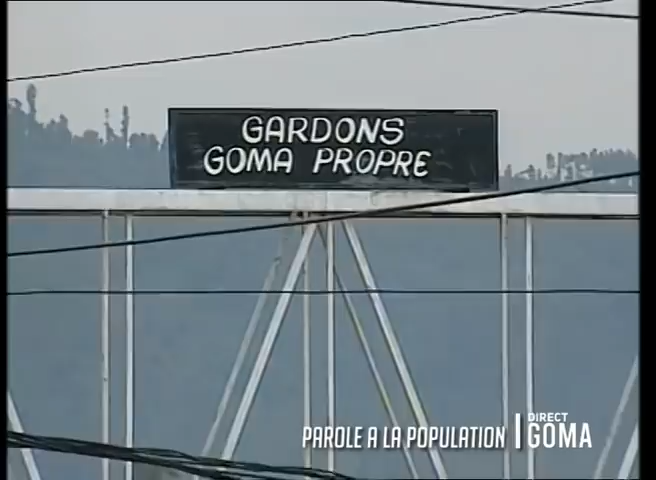 GARDONS
GOMA PROPRE
PAROLE A LA POPULATION
DIRECT
GOMA